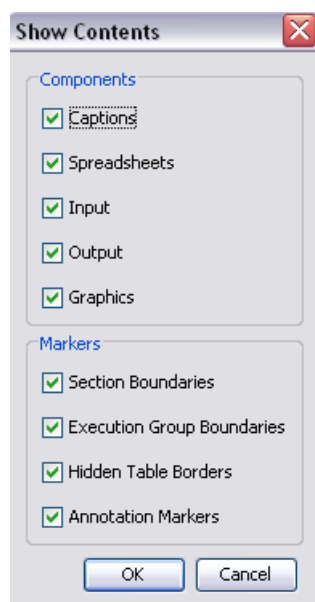 Show Contents
Components
Captions
Spreadsheets
Input
Output
Graphics
Markers
Section Boundaries
Execution Group Boundaries
Hidden Table Borders
Annotation Markers
OK Cancel